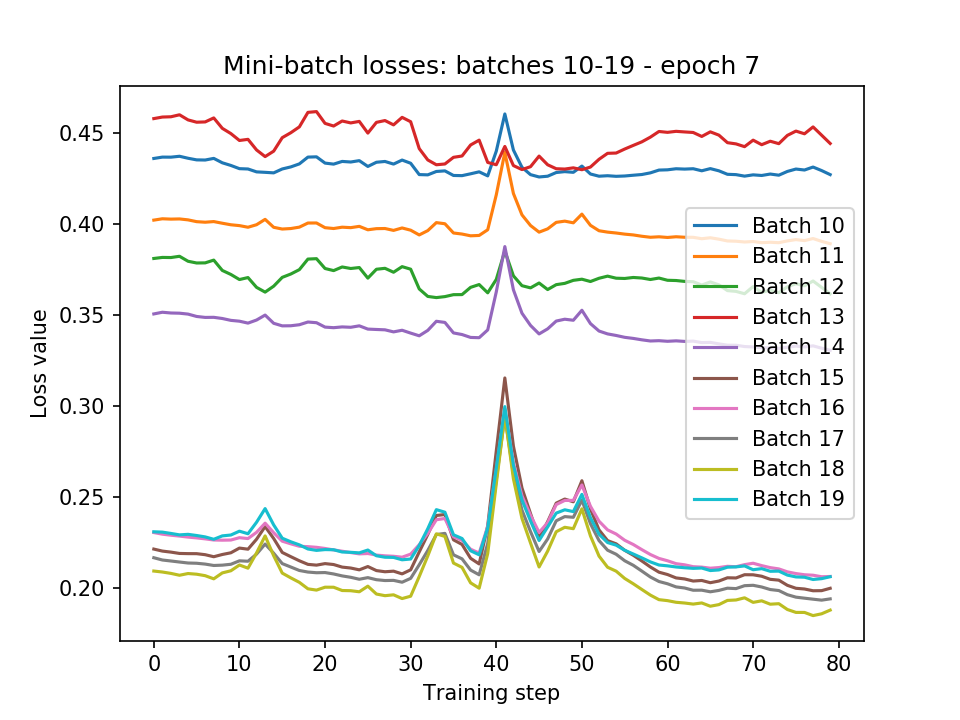 Mini-batch losses: batches 10-19 - epoch 7
Loss value
0.45
0.40
0.35
0.30
0.25
0.20
Batch 10
Batch 11
Batch 12
Batch 13
Batch 14
Batch 15
Batch 16
Batch 17
Batch 18
Batch 19
0 10 20 30 40 50 60 70 80
Training step